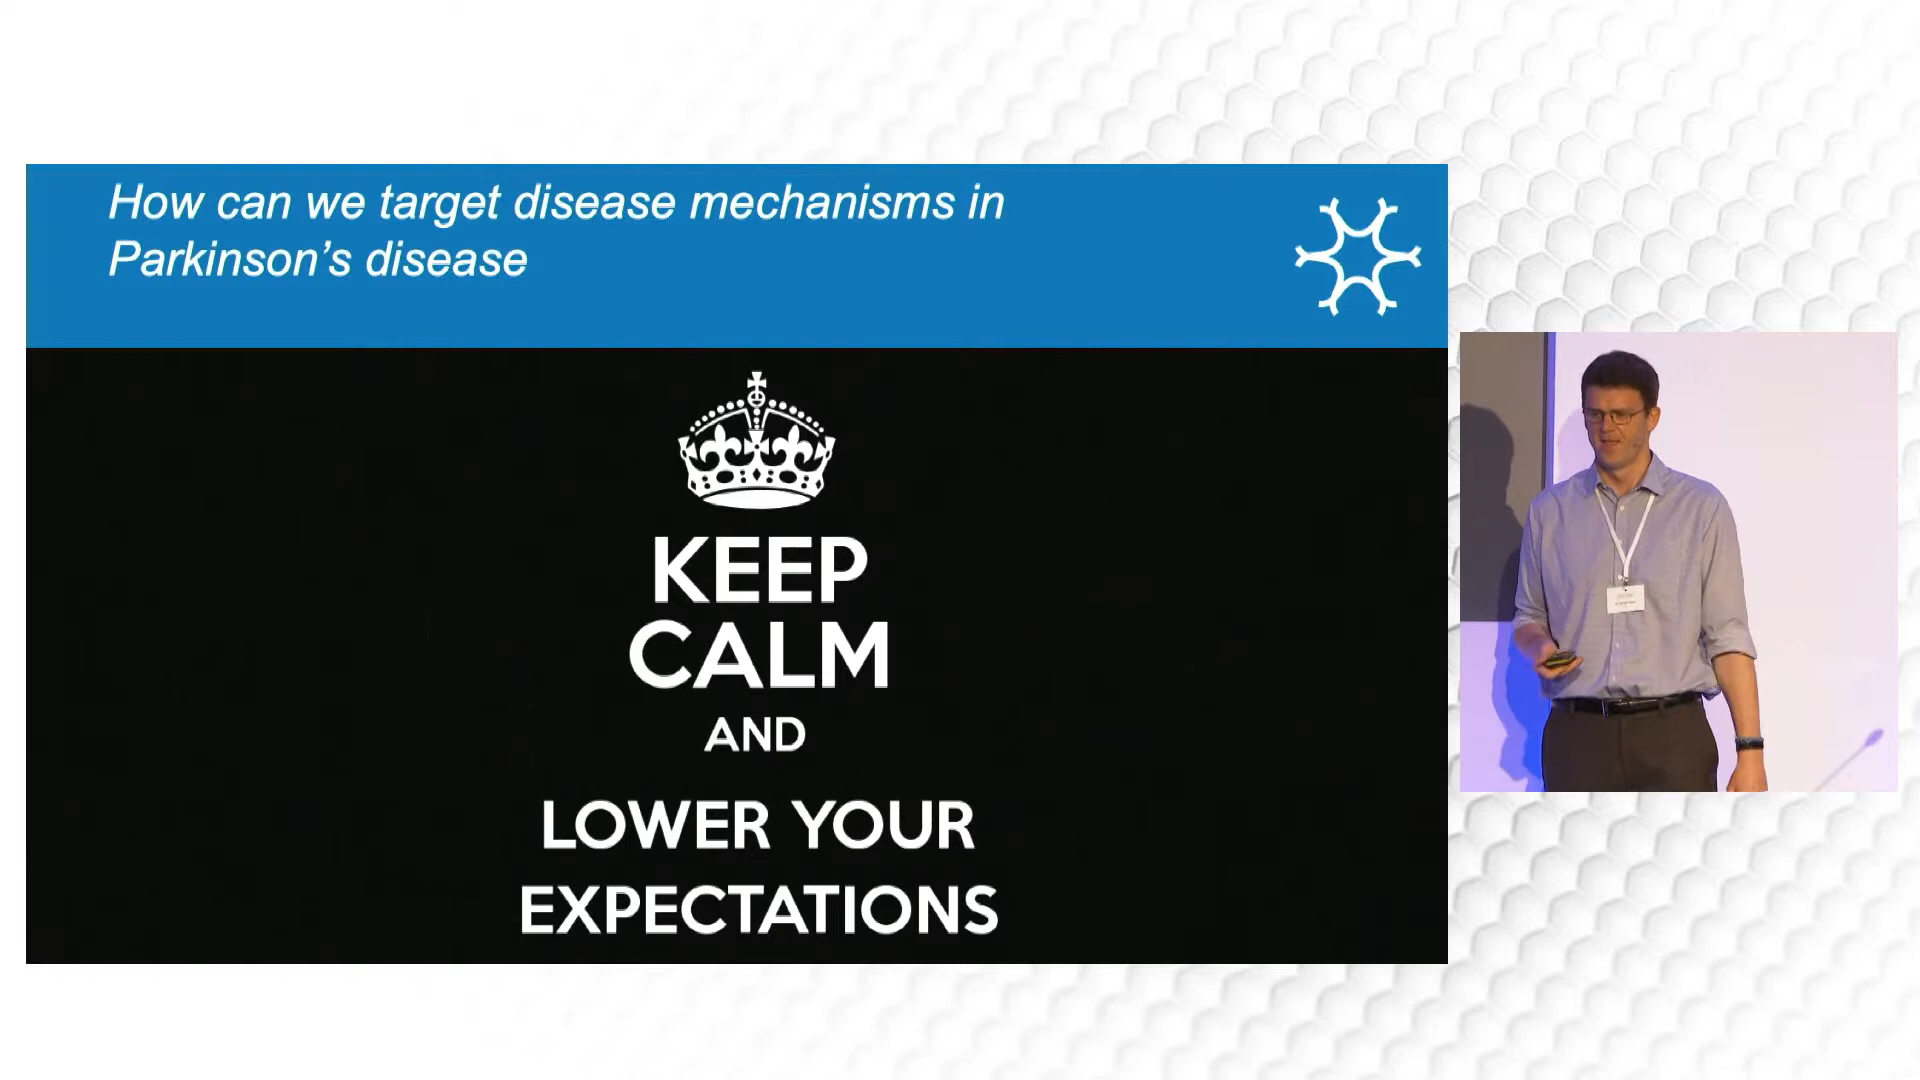 How can we target disease mechanisms in
Parkinson’s disease
KEEP
CALM
AND
LOWER YOUR
EXPECTATIONS